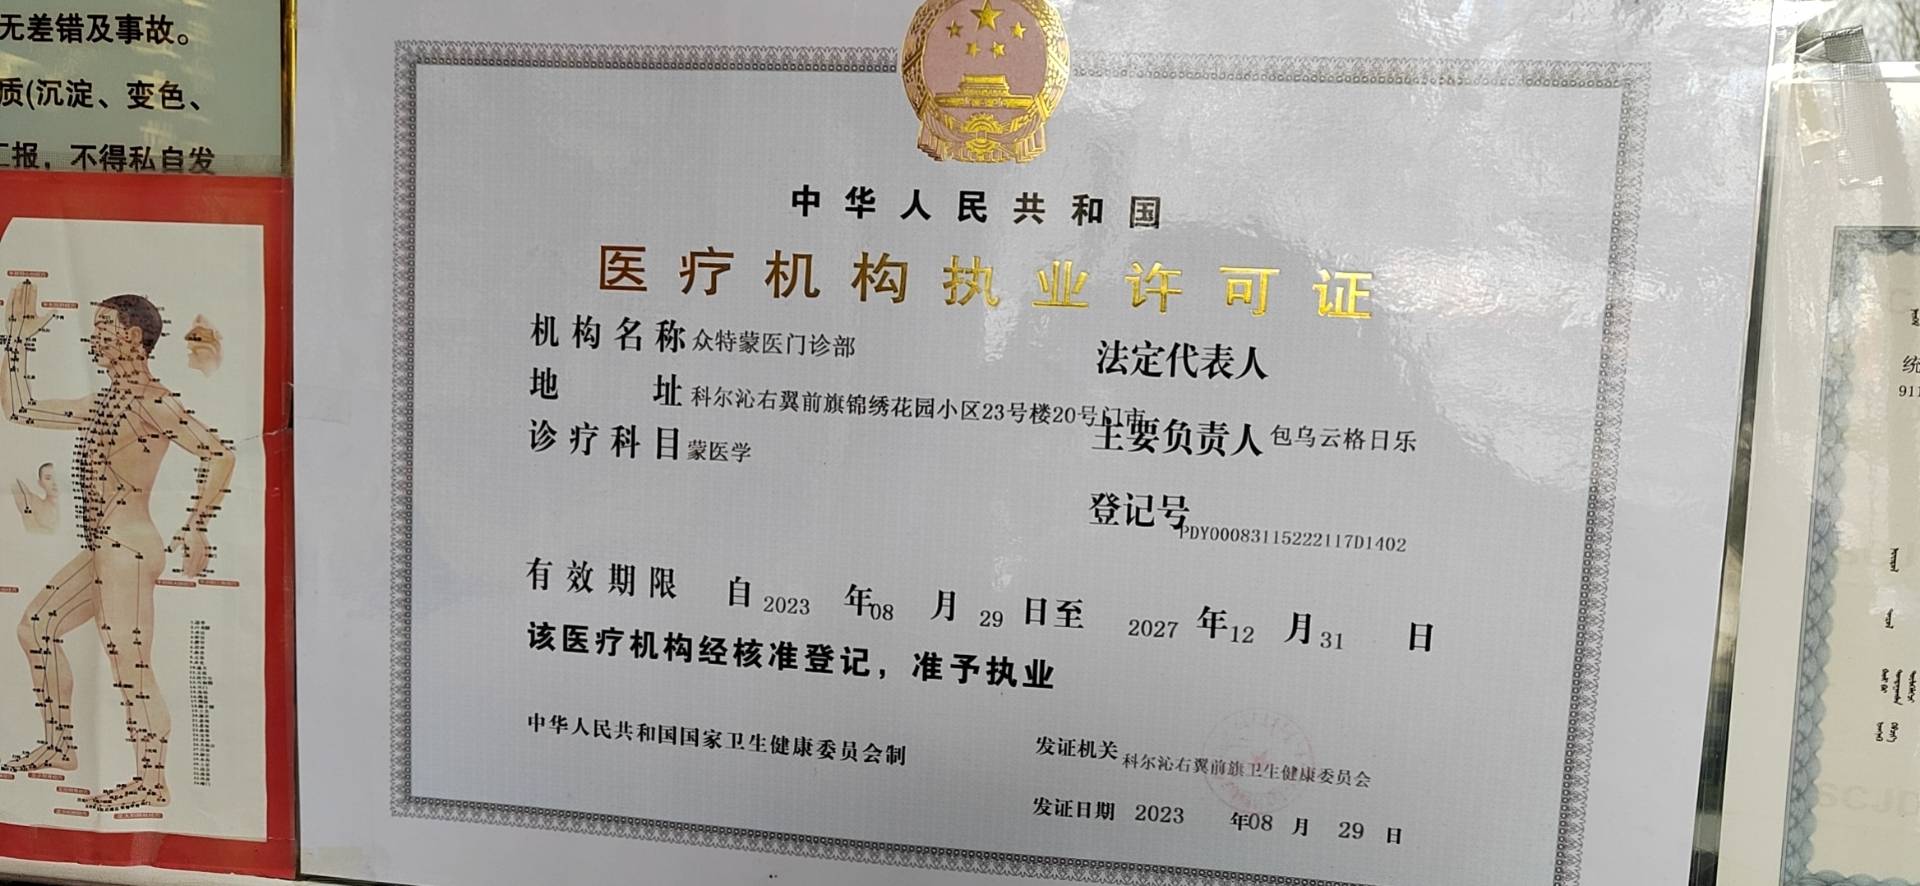 无差错及事故。
质(沉淀、变色、
汇报，不得私自发
中华人民共和国
医疗机构执业许可证
机构名称 众特蒙医门诊部
法定代表人
地 址 科尔沁右翼前旗锦绣花园小区23号楼20号门市
主要负责人 包乌云格日乐
诊疗科目 蒙医学
登记号 PDY00083115222117D1402
有效期限 自 2023 年 08 月 29 日至 2027 年 12 月 31 日
该医疗机构经核准登记，准予执业
中华人民共和国国家卫生健康委员会制
发证机关 科尔沁右翼前旗卫生健康委员会
发证日期 2023 年 08 月 29 日
统
911